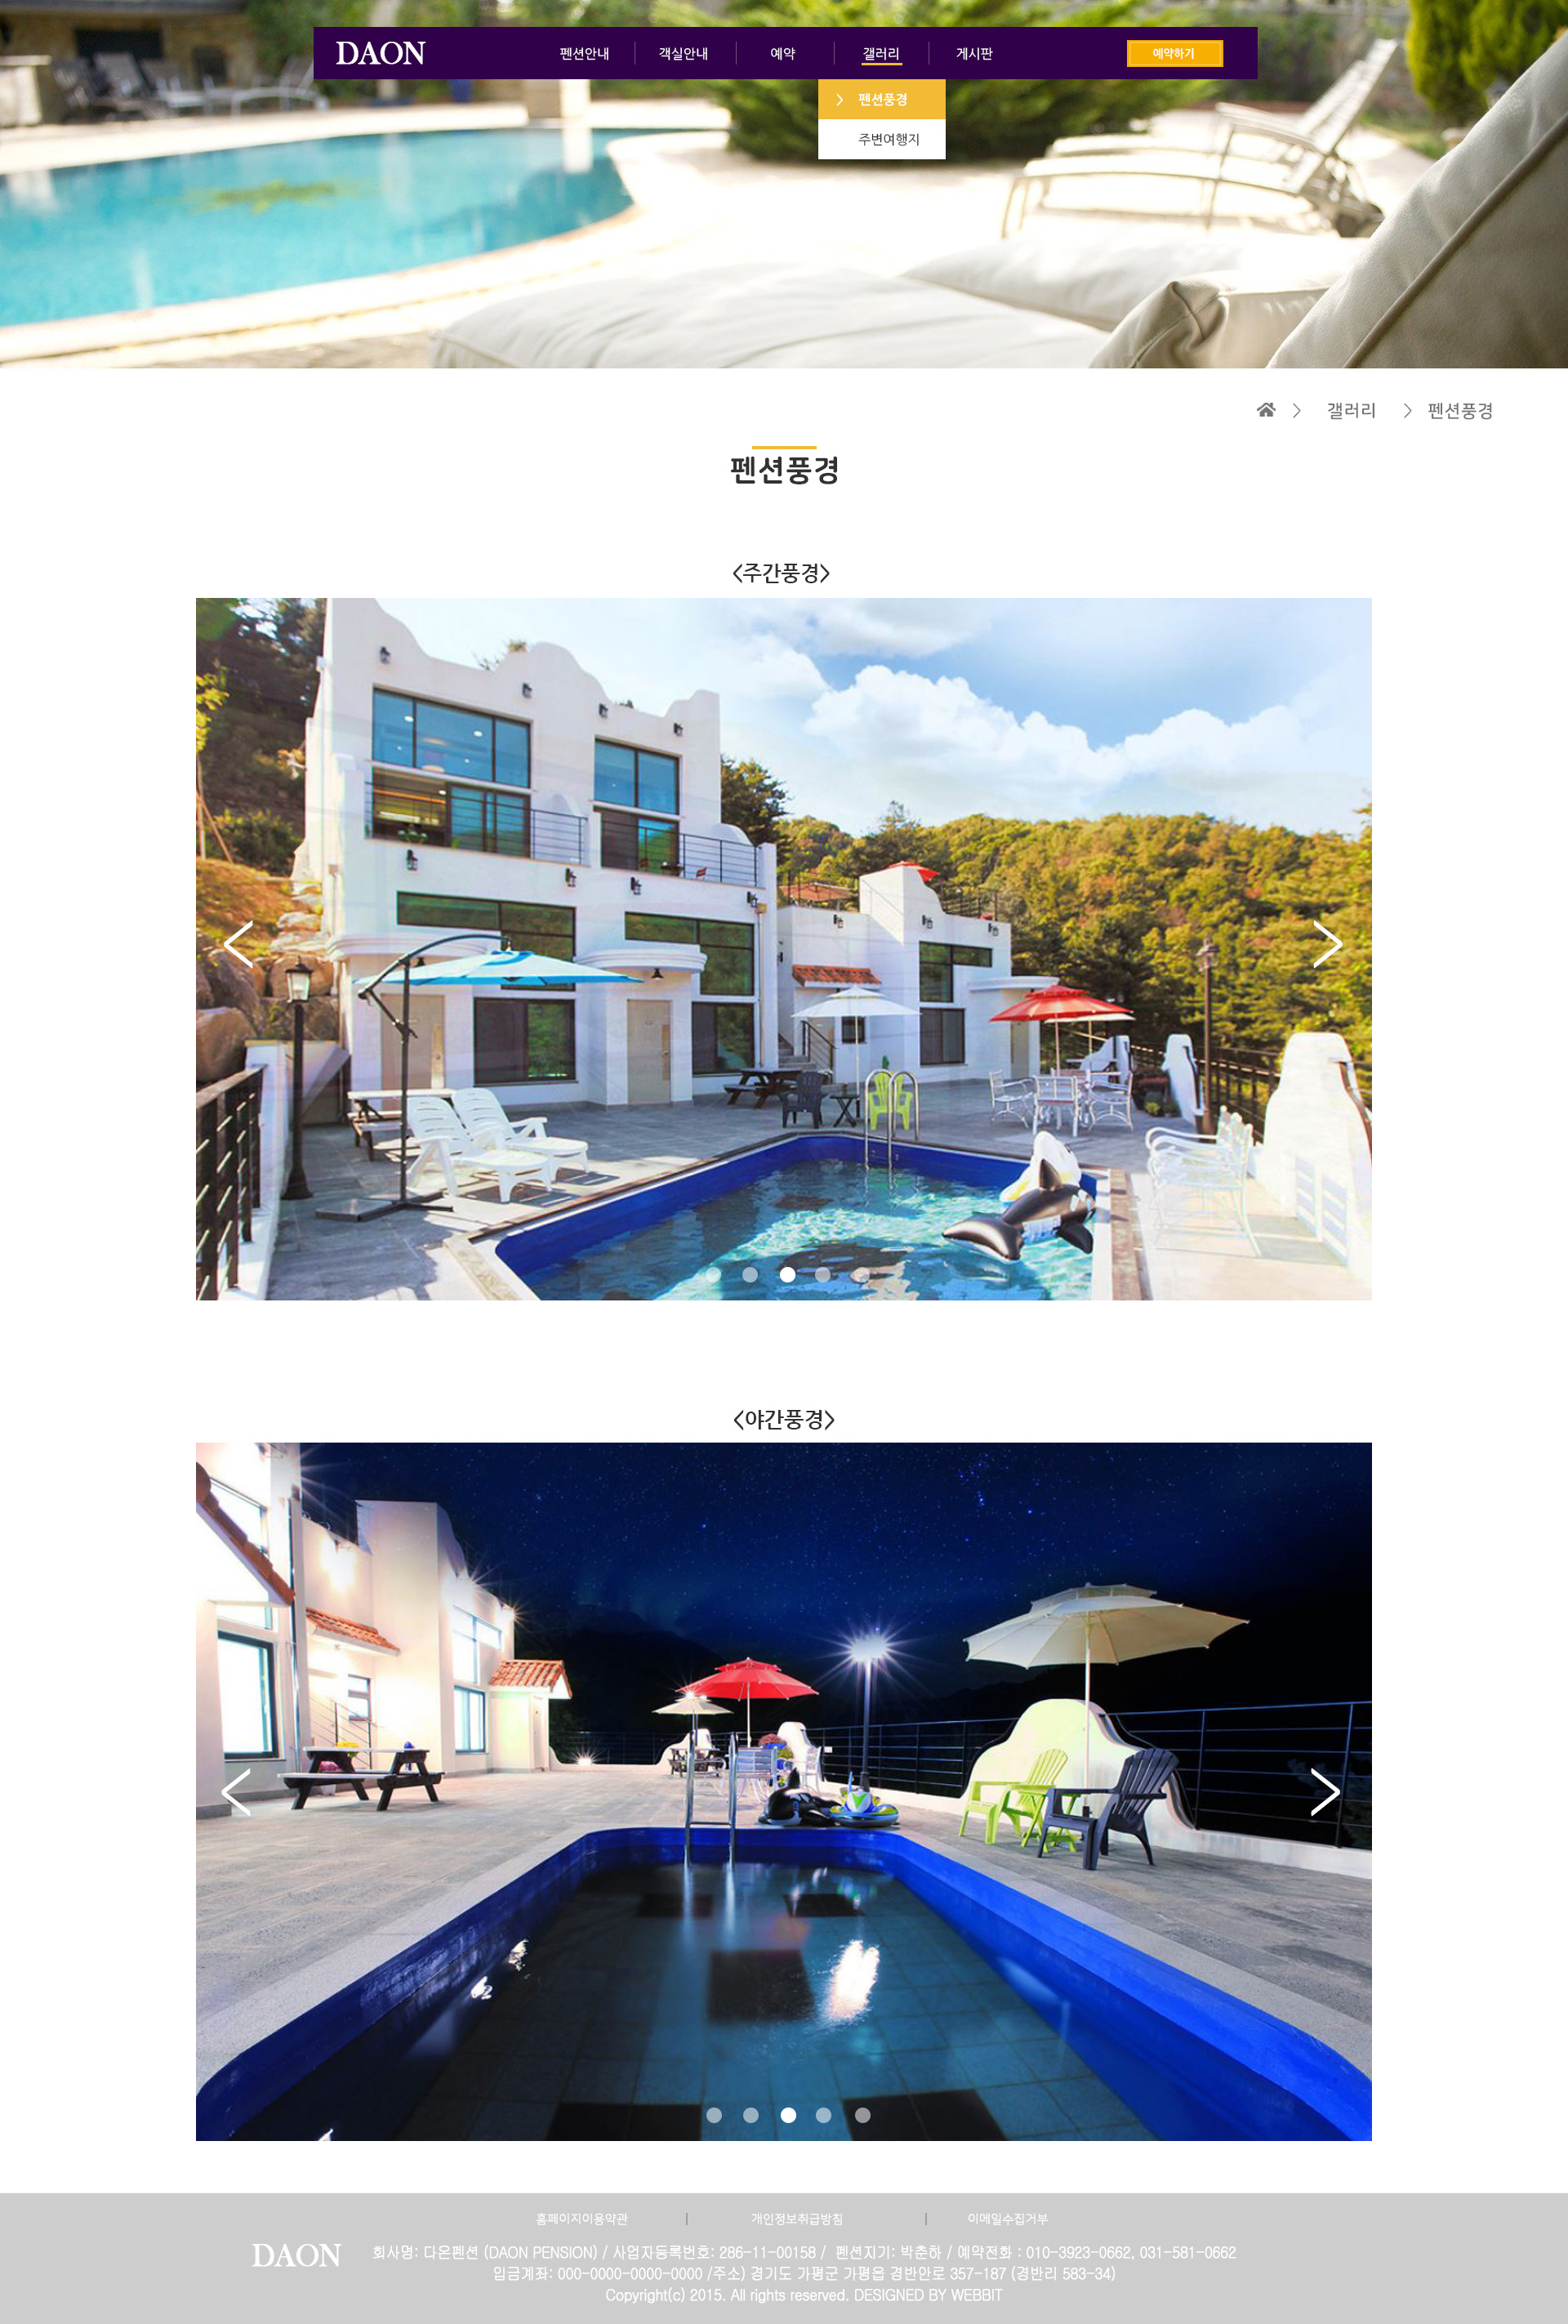 DAON
펜션안내
객실안내
예약
갤러리
게시판
예약하기
펜션풍경
주변여행지
갤러리 > 펜션풍경
펜션풍경
<주간풍경>
<야간풍경>
홈페이지이용약관 | 개인정보취급방침 | 이메일수집거부
DAON
회사명: 다온펜션 (DAON PENSION) / 사업자등록번호: 286-11-00158 / 펜션지기: 박춘하 / 예약전화 : 010-3923-0662, 031-581-0662
입금계좌: 000-0000-0000-0000 /주소) 경기도 가평군 가평읍 경반안로 357-187 (경반리 583-34)
Copyright(c) 2015. All rights reserved. DESIGNED BY WEBBIT